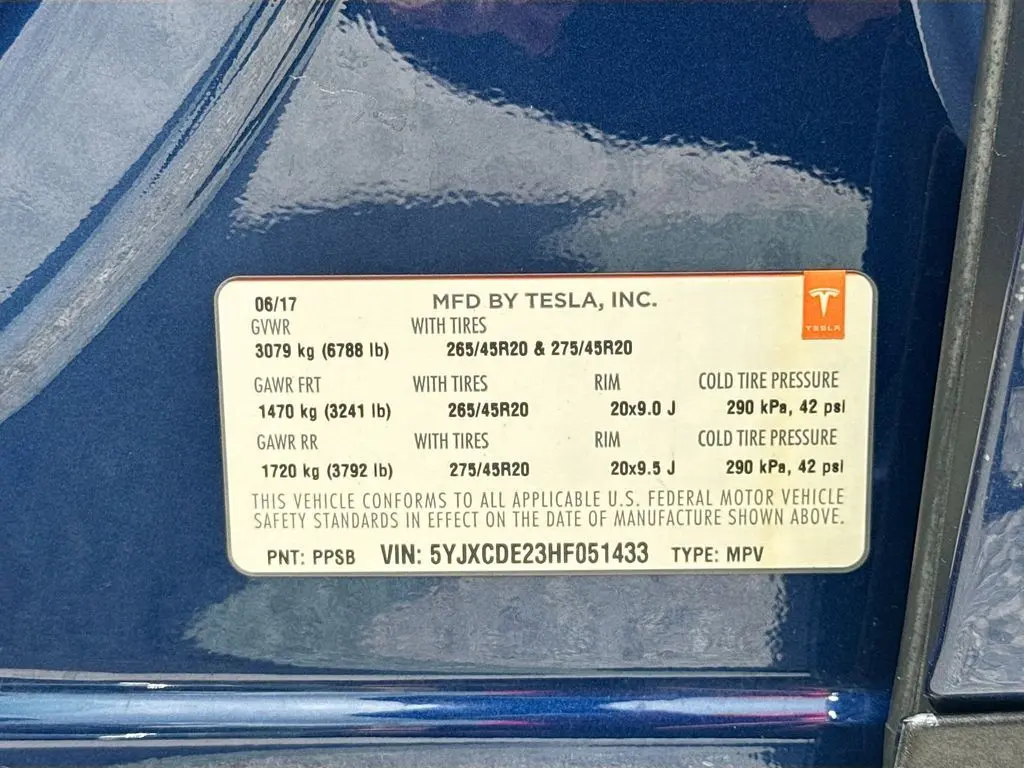 06/17 MFD BY TESLA, INC.
GVWR WITH TIRES
3079 kg (6788 lb) 265/45R20 & 275/45R20
TESLA
GAWR FRT WITH TIRES RIM COLD TIRE PRESSURE
1470 kg (3241 lb) 265/45R20 20x9.0 J 290 kPa, 42 psi
GAWR RR WITH TIRES RIM COLD TIRE PRESSURE
1720 kg (3792 lb) 275/45R20 20x9.5 J 290 kPa, 42 psi
THIS VEHICLE CONFORMS TO ALL APPLICABLE U.S. FEDERAL MOTOR VEHICLE
SAFETY STANDARDS IN EFFECT ON THE DATE OF MANUFACTURE SHOWN ABOVE.
PNT: PPSB VIN: 5YJXCDE23HF051433 TYPE: MPV